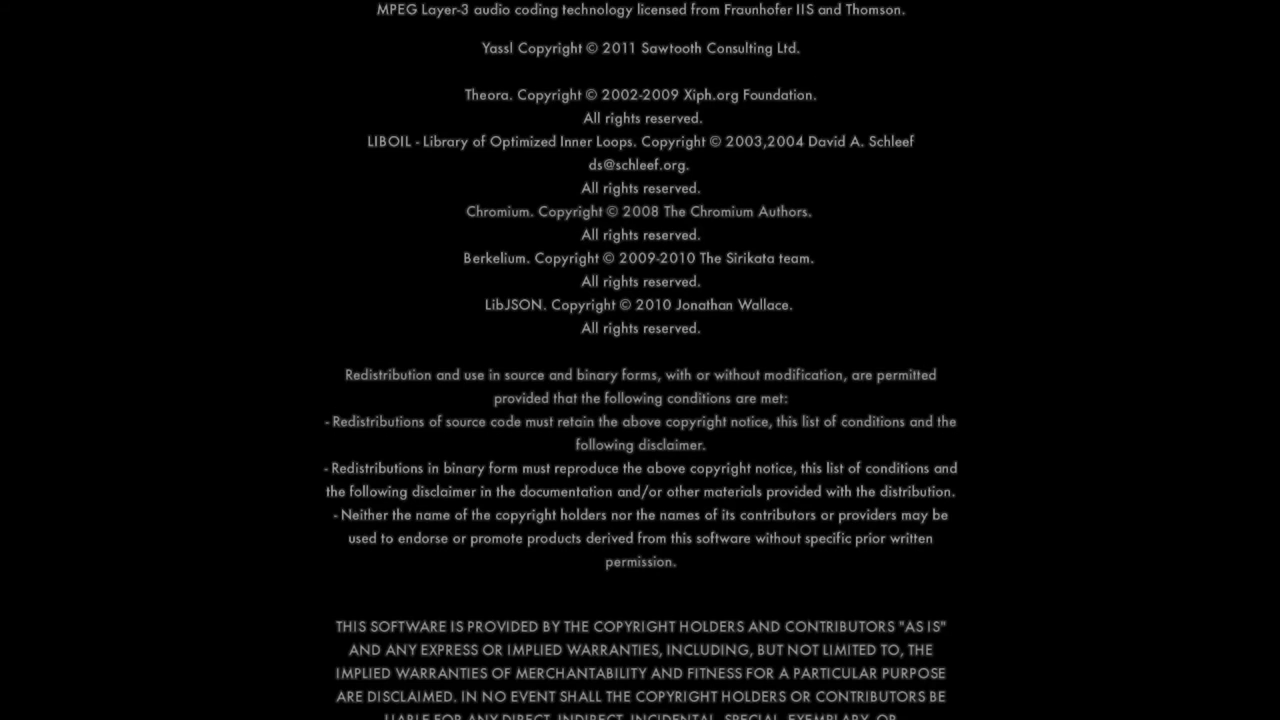 MPEG Layer-3 audio coding technology licensed from Fraunhofer IIS and Thomson.
Yassl Copyright © 2011 Sawtooth Consulting Ltd.
Theora. Copyright © 2002-2009 Xiph.org Foundation.
All rights reserved.
LIBOIL - Library of Optimized Inner Loops. Copyright © 2003,2004 David A. Schleef
ds@schleef.org.
All rights reserved.
Chromium. Copyright © 2008 The Chromium Authors.
All rights reserved.
Berkelium. Copyright © 2009-2010 The Sirikata team.
All rights reserved.
LibJSON. Copyright © 2010 Jonathan Wallace.
All rights reserved.
Redistribution and use in source and binary forms, with or without modification, are permitted
provided that the following conditions are met:
- Redistributions of source code must retain the above copyright notice, this list of conditions and the
following disclaimer.
- Redistributions in binary form must reproduce the above copyright notice, this list of conditions and
the following disclaimer in the documentation and/or other materials provided with the distribution.
- Neither the name of the copyright holders nor the names of its contributors or providers may be
used to endorse or promote products derived from this software without specific prior written
permission.
THIS SOFTWARE IS PROVIDED BY THE COPYRIGHT HOLDERS AND CONTRIBUTORS "AS IS"
AND ANY EXPRESS OR IMPLIED WARRANTIES, INCLUDING, BUT NOT LIMITED TO, THE
IMPLIED WARRANTIES OF MERCHANTABILITY AND FITNESS FOR A PARTICULAR PURPOSE
ARE DISCLAIMED. IN NO EVENT SHALL THE COPYRIGHT HOLDERS OR CONTRIBUTORS BE
LIABLE FOR ANY DIRECT, INDIRECT, INCIDENTAL, SPECIAL, EXEMPLARY, OR